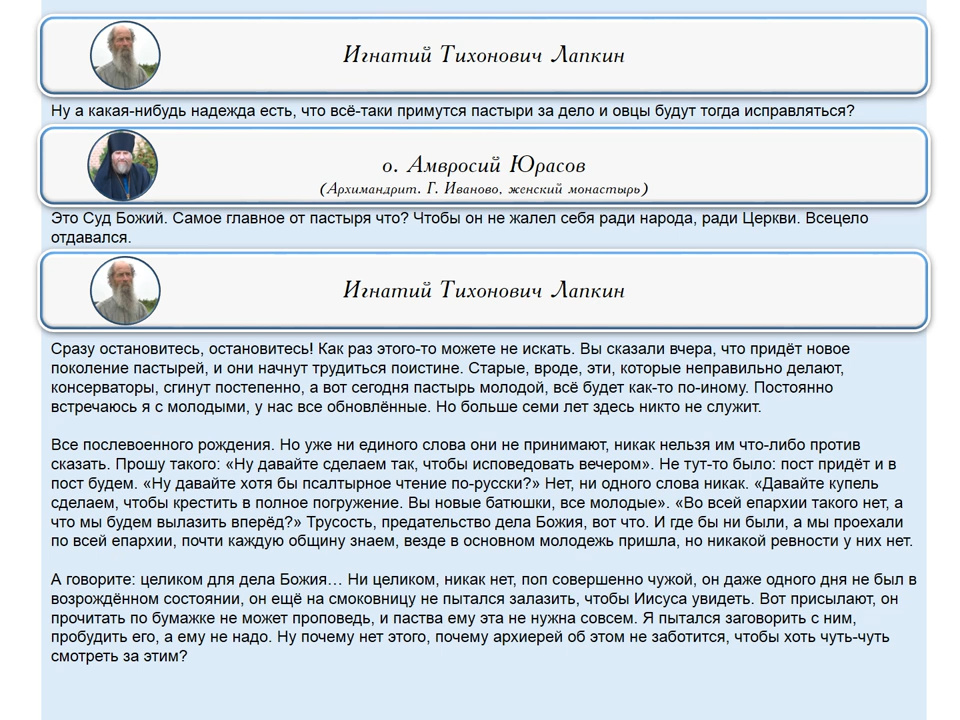 Игнатий Тихонович Лапкин
Ну а какая-нибудь надежда есть, что всё-таки примутся пастыри за дело и овцы будут тогда исправляться?
о. Амвросий Юрасов
(Архимандрит. Г. Иваново, женский монастырь)
Это Суд Божий. Самое главное от пастыря что? Чтобы он не жалел себя ради народа, ради Церкви. Всецело
отдавался.
Игнатий Тихонович Лапкин
Сразу остановитесь, остановитесь! Как раз этого-то можете не искать. Вы сказали вчера, что придёт новое
поколение пастырей, и они начнут трудиться поистине. Старые, вроде, эти, которые неправильно делают,
консерваторы, сгинут постепенно, а вот сегодня пастырь молодой, всё будет как-то по-иному. Постоянно
встречаюсь я с молодыми, у нас все обновлённые. Но больше семи лет здесь никто не служит.
Все послевоенного рождения. Но уже ни единого слова они не принимают, никак нельзя им что-либо против
сказать. Прошу такого: «Ну давайте сделаем так, чтобы исповедовать вечером». Не тут-то было: пост придёт и в
пост будем. «Ну давайте хотя бы псалтырное чтение по-русски?» Нет, ни одного слова никак. «Давайте купель
сделаем, чтобы крестить в полное погружение. Вы новые батюшки, все молодые». «Во всей епархии такого нет, а
что мы будем вылазить вперёд?» Трусость, предательство дела Божия, вот что. И где бы ни были, а мы проехали
по всей епархии, почти каждую общину знаем, везде в основном молодежь пришла, но никакой ревности у них нет.
А говорите: целиком для дела Божия… Ни целиком, никак нет, поп совершенно чужой, он даже одного дня не был в
возрождённом состоянии, он ещё на смоковницу не пытался залазить, чтобы Иисуса увидеть. Вот присылают, он
прочитать по бумажке не может проповедь, и паства ему эта не нужна совсем. Я пытался заговорить с ним,
пробудить его, а ему не надо. Ну почему нет этого, почему архиерей об этом не заботится, чтобы хоть чуть-чуть
смотреть за этим?